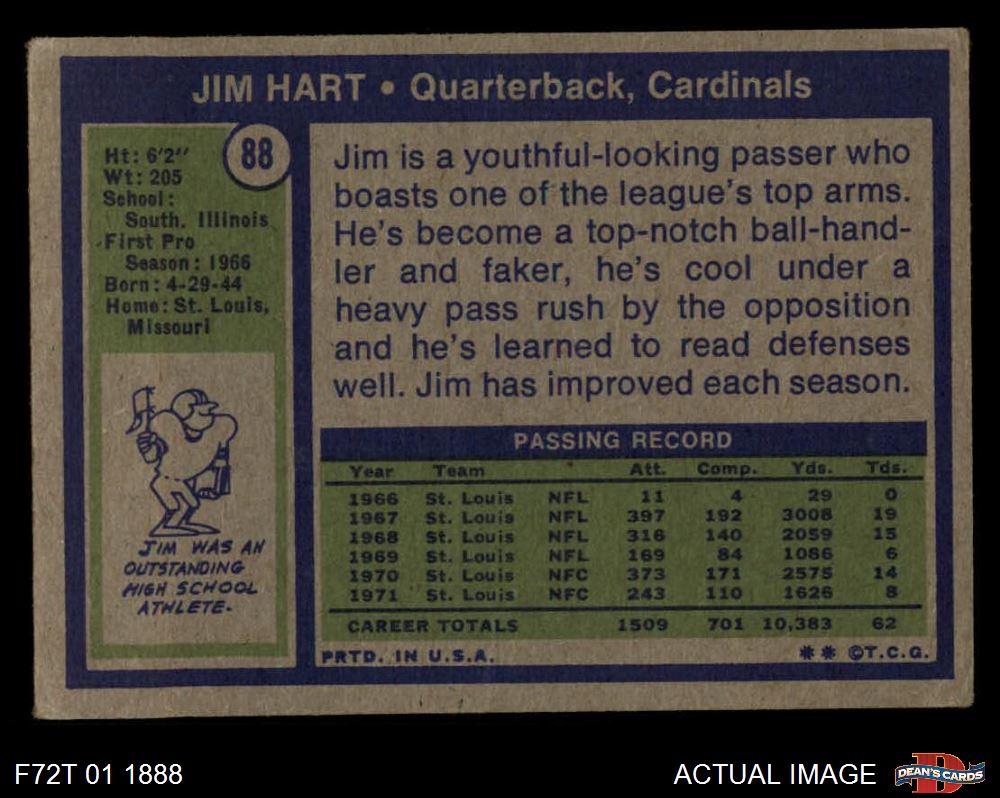 JIM HART • Quarterback, Cardinals
88
Ht: 6'2"
Wt: 205
School:
South. Illinois
First Pro
Season: 1966
Born: 4-29-44
Home: St. Louis,
Missouri
JIM WAS AN
OUTSTANDING
HIGH SCHOOL
ATHLETE.
Jim is a youthful-looking passer who
boasts one of the league's top arms.
He's become a top-notch ball-hand-
ler and faker, he's cool under a
heavy pass rush by the opposition
and he's learned to read defenses
well. Jim has improved each season.
PASSING RECORD
Year Team Att. Comp. Yds. Tds.
1966 St. Louis NFL 11 4 29 0
1967 St. Louis NFL 397 192 3008 19
1968 St. Louis NFL 316 140 2059 15
1969 St. Louis NFL 169 84 1086 6
1970 St. Louis NFC 373 171 2575 14
1971 St. Louis NFC 243 110 1626 8
CAREER TOTALS 1509 701 10,383 62
PRTD. IN U.S.A. ** ©T.C.G.
F72T 01 1888 ACTUAL IMAGE DEAN'S CARDS